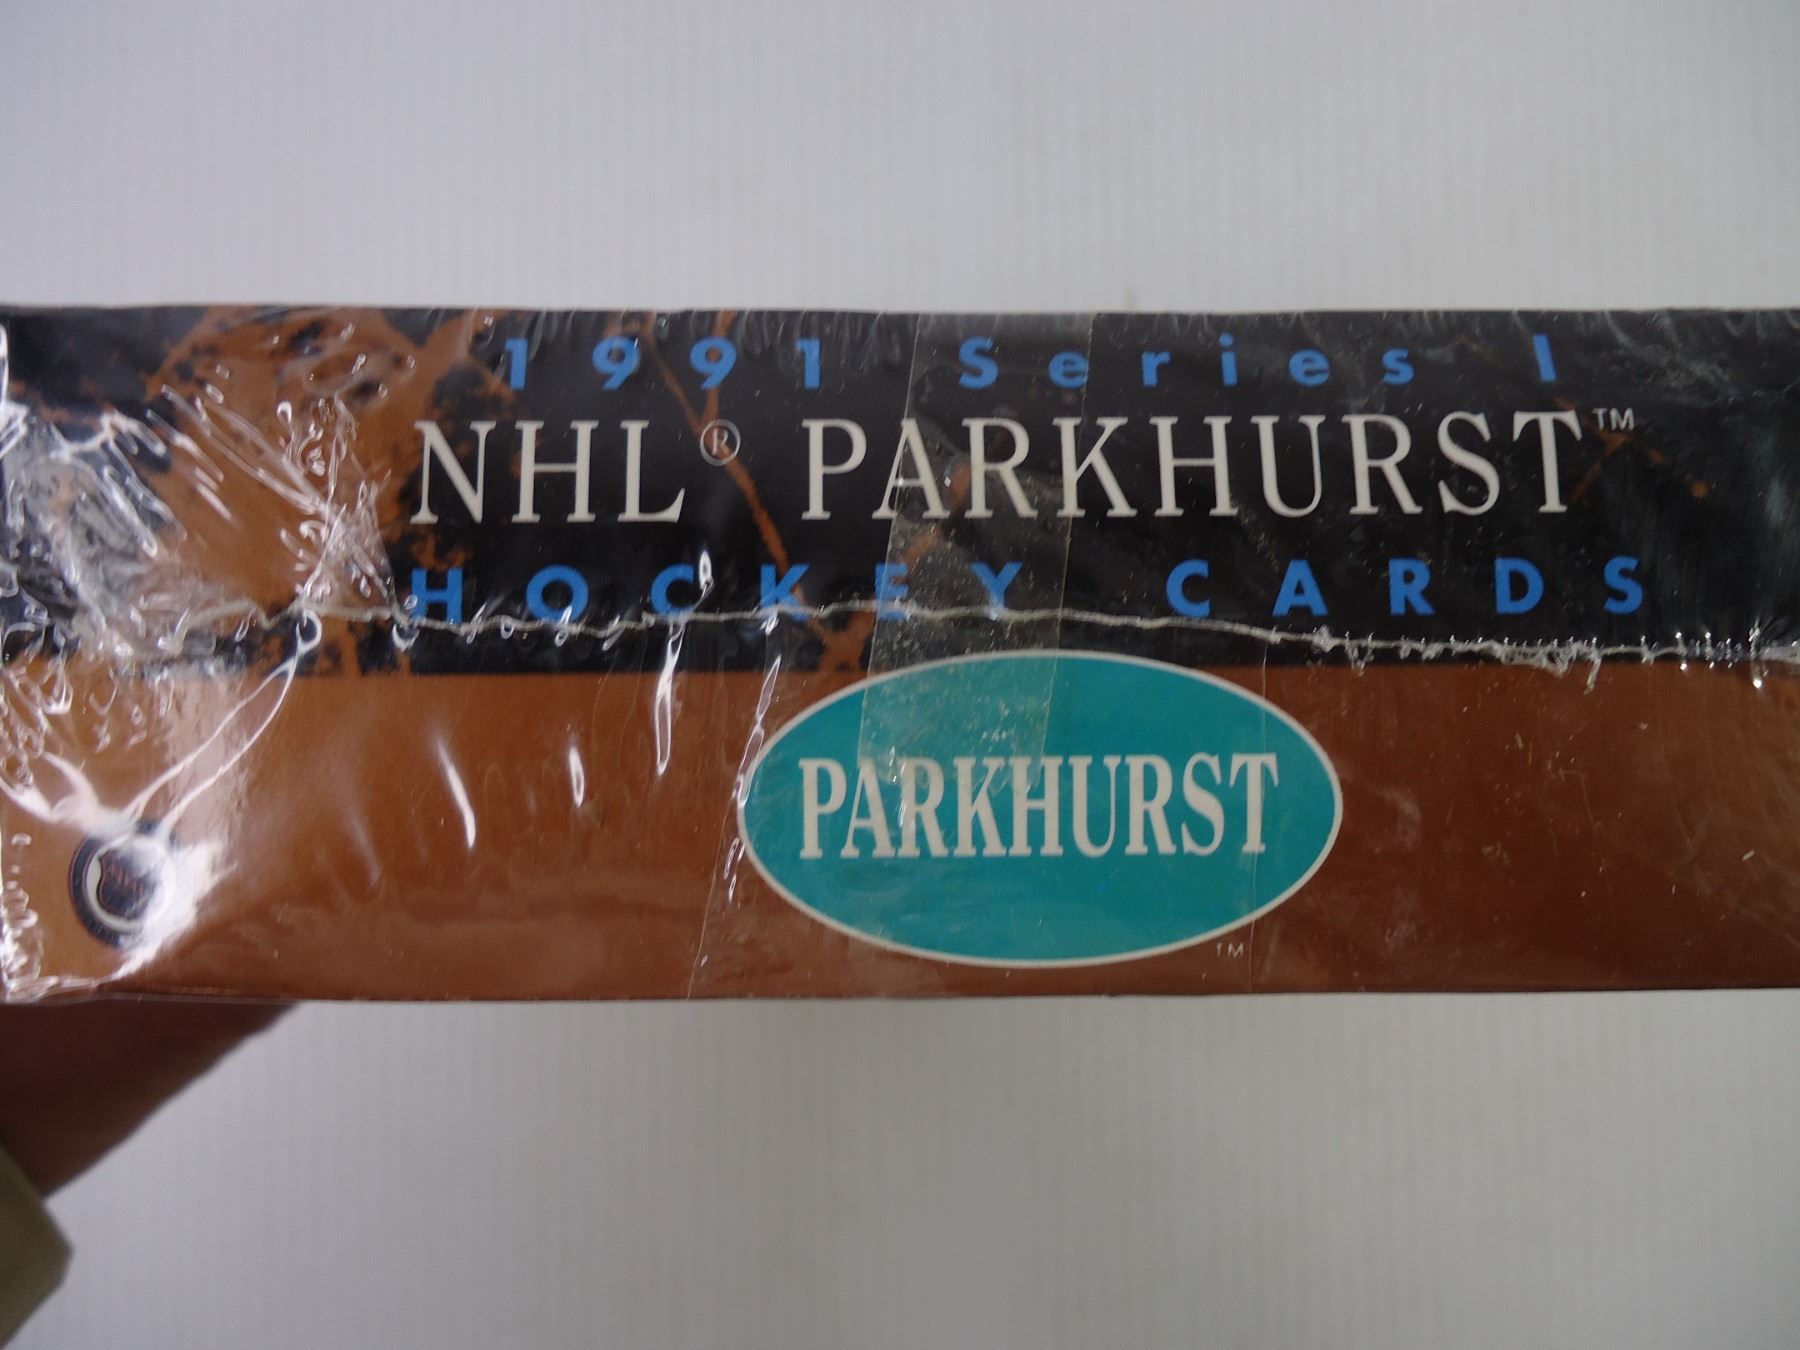 1991 Series I
NHL® PARKHURST™
HOCKEY CARDS
PARKHURST
TM